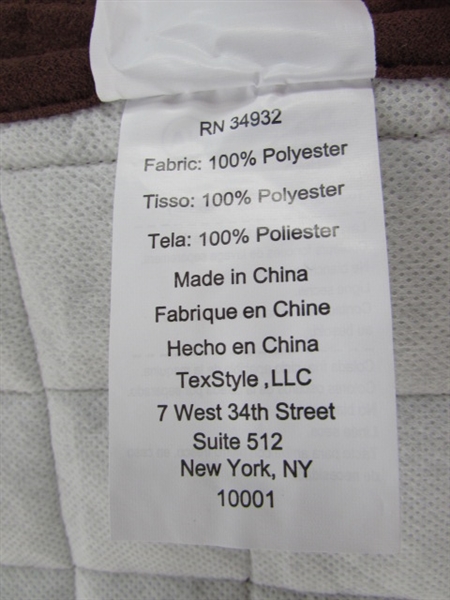 RN 34932
Fabric: 100% Polyester
Tisso: 100% Polyester
Tela: 100% Poliester
Made in China
Fabrique en Chine
Hecho en China
TexStyle ,LLC
7 West 34th Street
Suite 512
New York, NY
10001